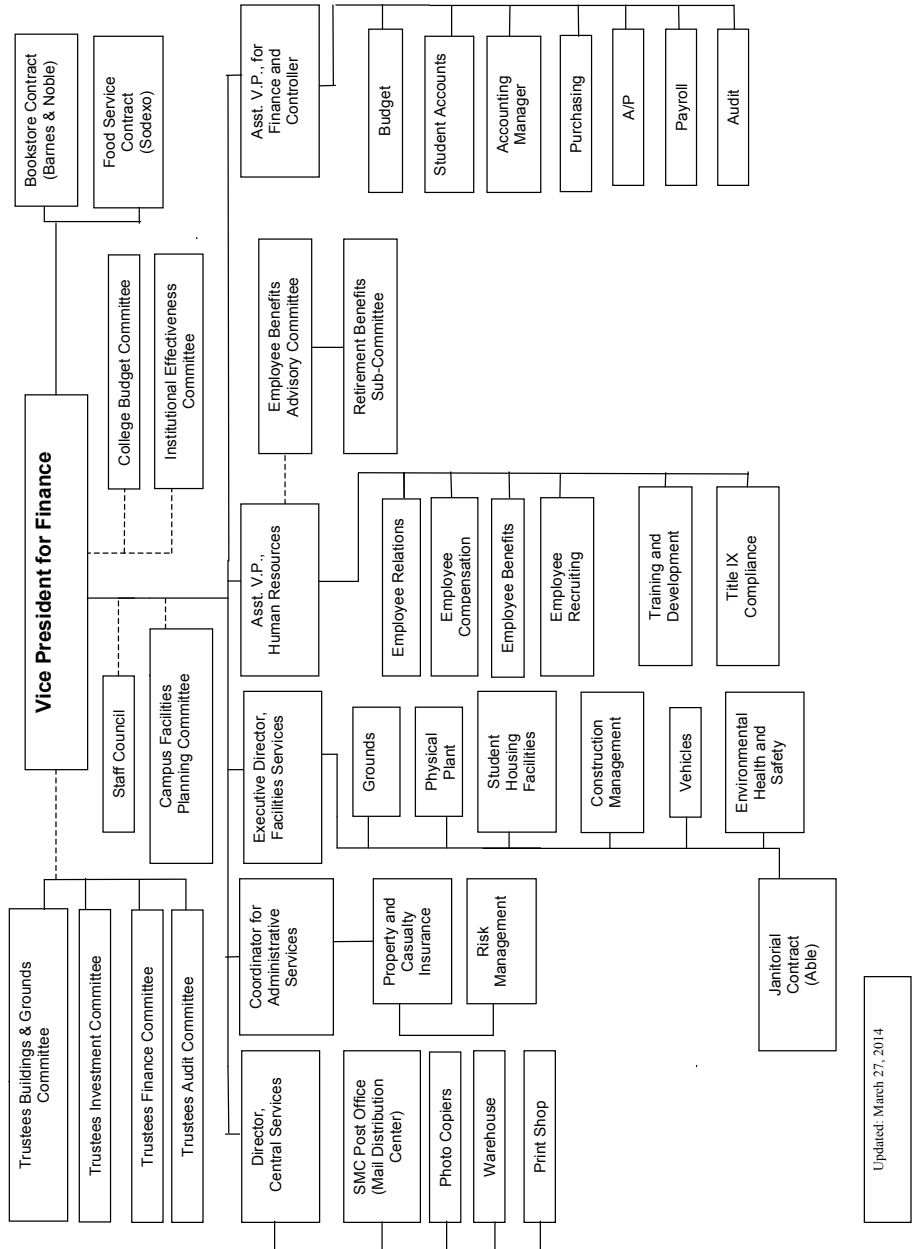 Vice President for Finance
Trustees Buildings & Grounds
Committee
Trustees Investment Committee
Trustees Finance Committee
Trustees Audit Committee
Staff Council
Campus Facilities
Planning Committee
College Budget Committee
Institutional Effectiveness
Committee
Bookstore Contract
(Barnes & Noble)
Food Service
Contract
(Sodexo)
Director,
Central Services
SMC Post Office
(Mail Distribution
Center)
Photo Copiers
Warehouse
Print Shop
Coordinator for
Administrative
Services
Property and
Casualty
Insurance
Risk
Management
Executive Director,
Facilities Services
Grounds
Physical
Plant
Student
Housing
Facilities
Construction
Management
Vehicles
Environmental
Health and
Safety
Janitorial
Contract
(Able)
Asst. V.P.,
Human Resources
Employee Relations
Employee
Compensation
Employee Benefits
Employee
Recruiting
Training and
Development
Title IX
Compliance
Employee Benefits
Advisory Committee
Retirement Benefits
Sub-Committee
Asst. V.P., for
Finance and
Controller
Budget
Student Accounts
Accounting
Manager
Purchasing
A/P
Payroll
Audit
Updated: March 27, 2014